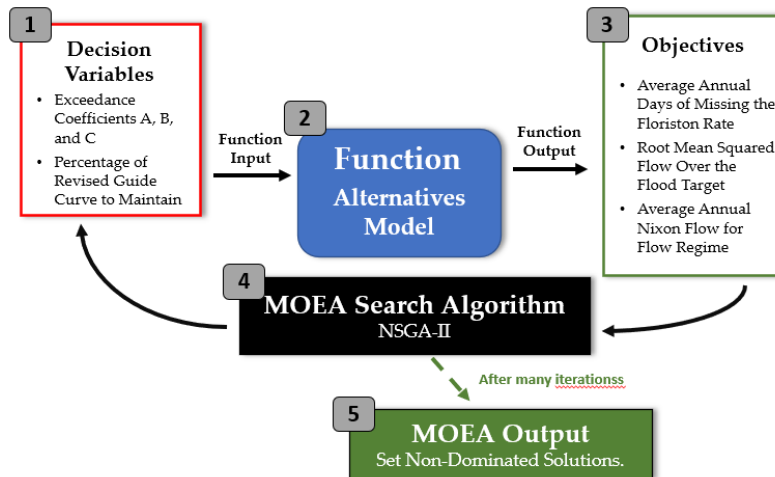 1
Decision
Variables
• Exceedance
Coefficients A, B,
and C
• Percentage of
Revised Guide
Curve to Maintain
Function
Input
2
Function
Alternatives
Model
Function
Output
3
Objectives
• Average Annual
Days of Missing the
Floriston Rate
• Root Mean Squared
Flow Over the
Flood Target
• Average Annual
Nixon Flow for
Flow Regime
4
MOEA Search Algorithm
NSGA-II
After many iterationss
5
MOEA Output
Set Non-Dominated Solutions.